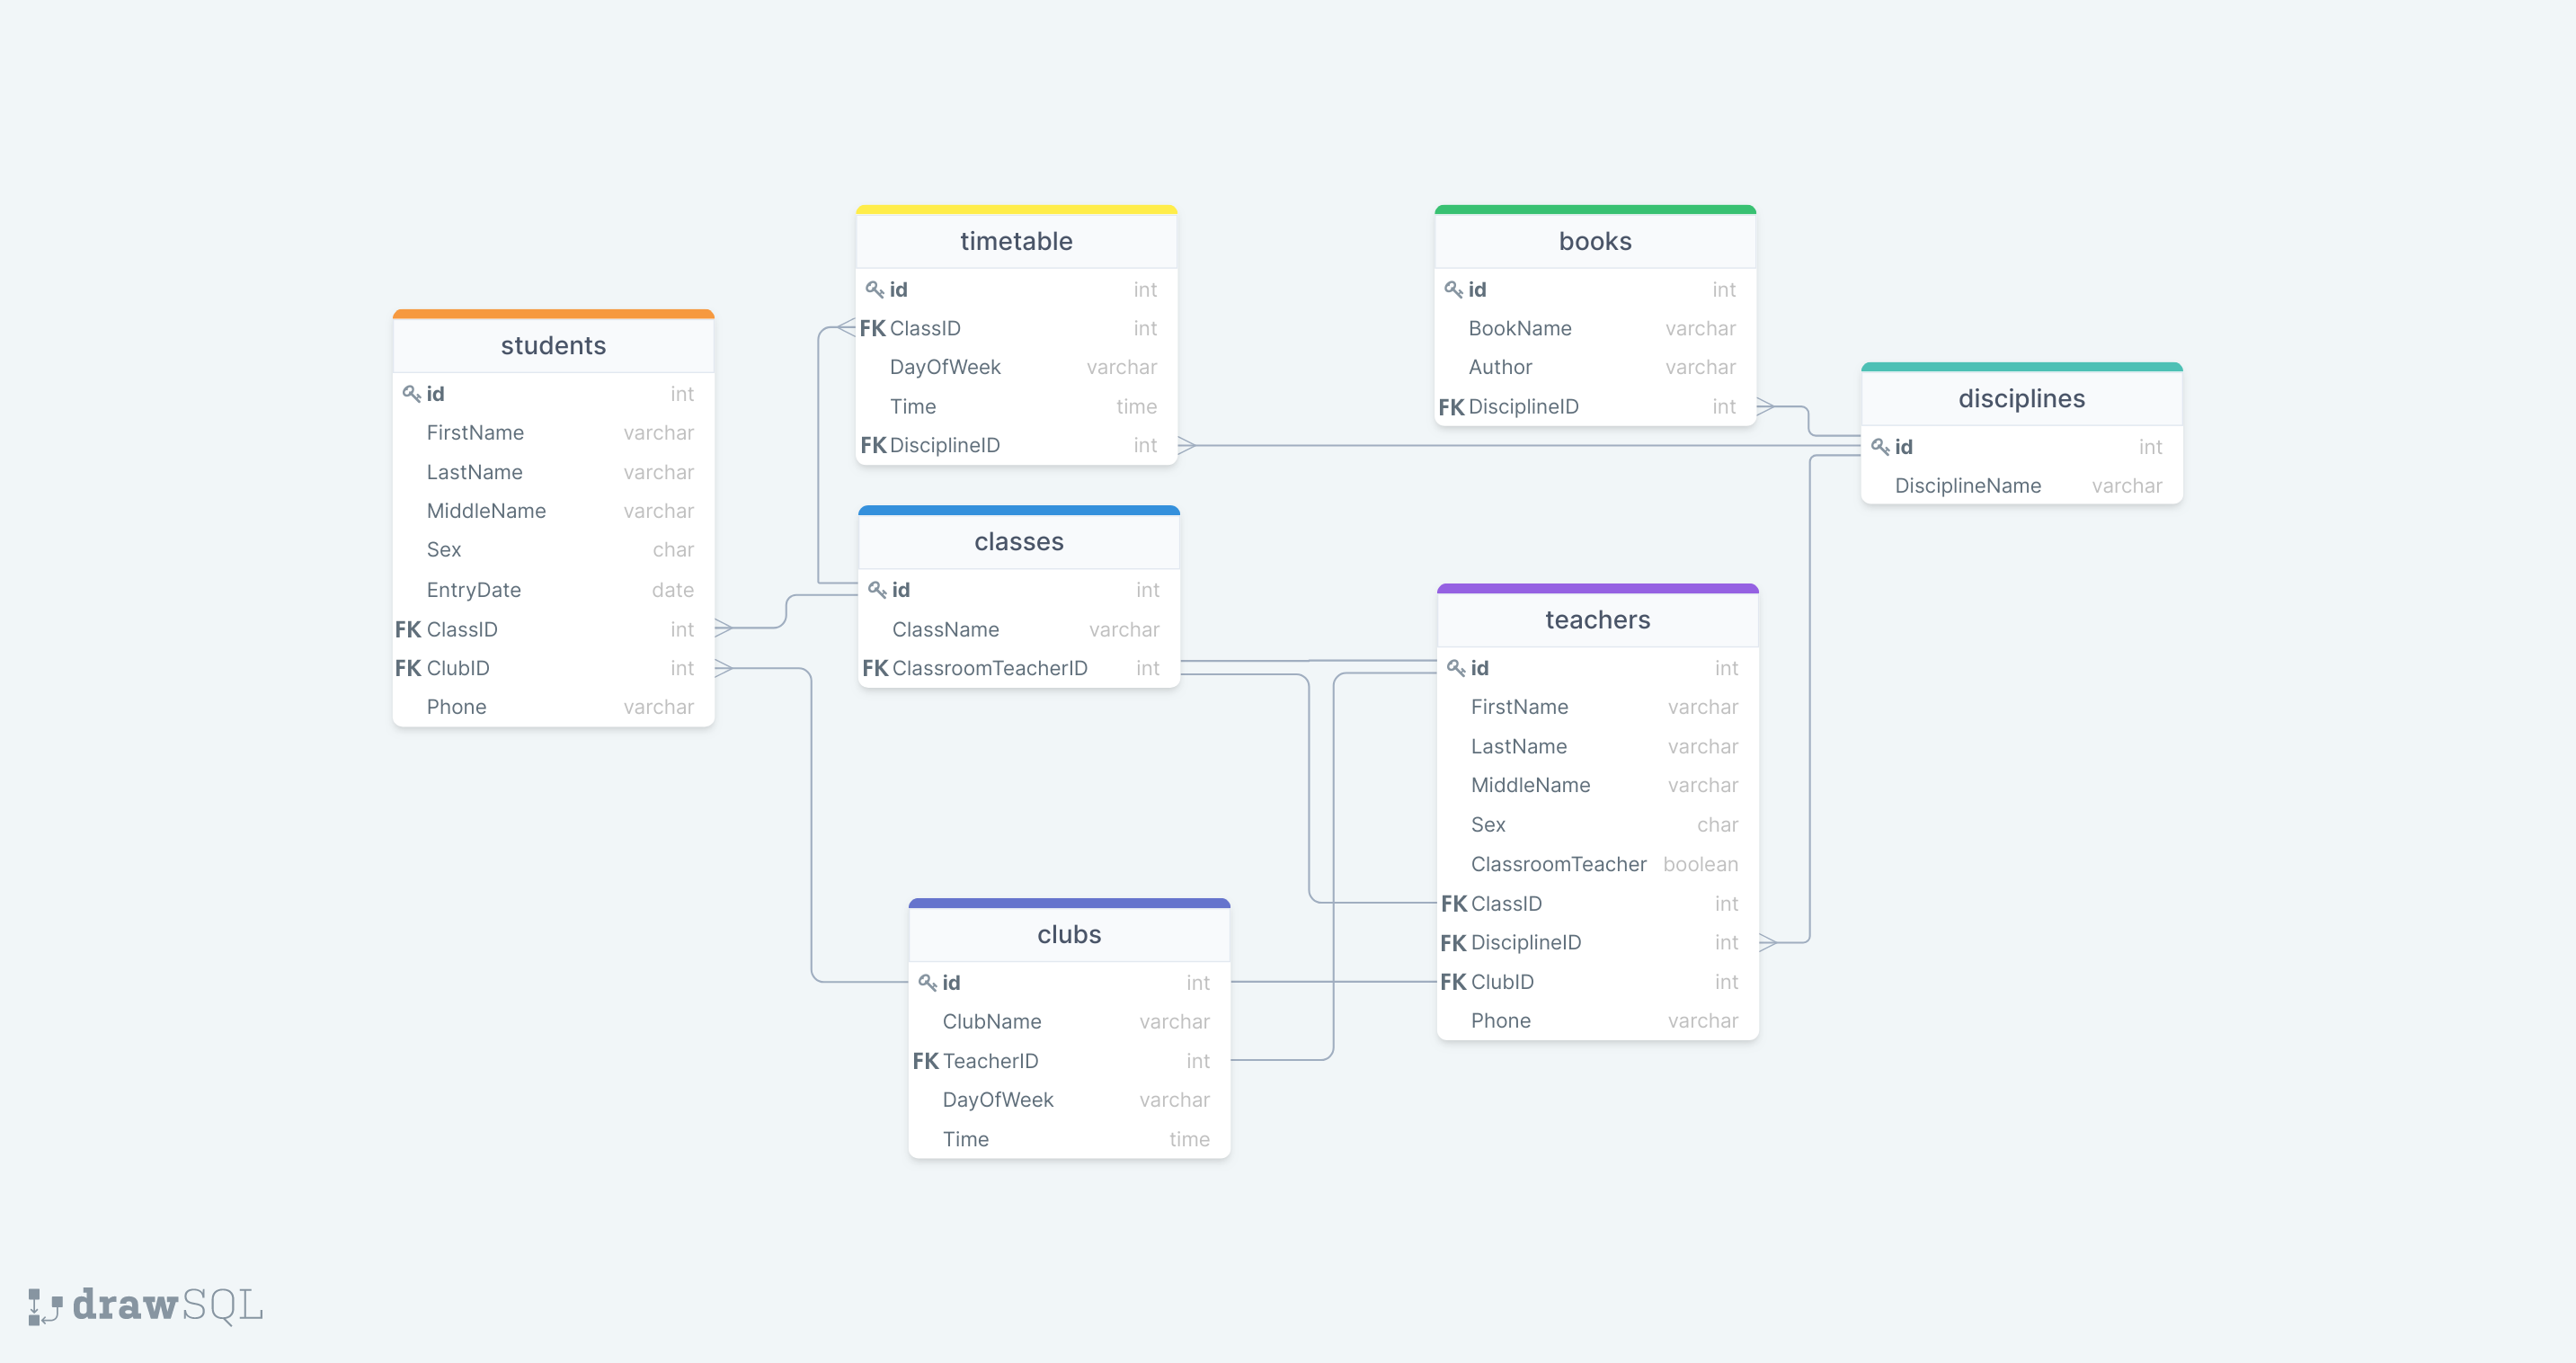 students
id int
FirstName varchar
LastName varchar
MiddleName varchar
Sex char
EntryDate date
FK ClassID int
FK ClubID int
Phone varchar
timetable
id int
FK ClassID int
DayOfWeek varchar
Time time
FK DisciplineID int
classes
id int
ClassName varchar
FK ClassroomTeacherID int
clubs
id int
ClubName varchar
FK TeacherID int
DayOfWeek varchar
Time time
books
id int
BookName varchar
Author varchar
FK DisciplineID int
teachers
id int
FirstName varchar
LastName varchar
MiddleName varchar
Sex char
ClassroomTeacher boolean
FK ClassID int
FK DisciplineID int
FK ClubID int
Phone varchar
disciplines
id int
DisciplineName varchar
drawSQL